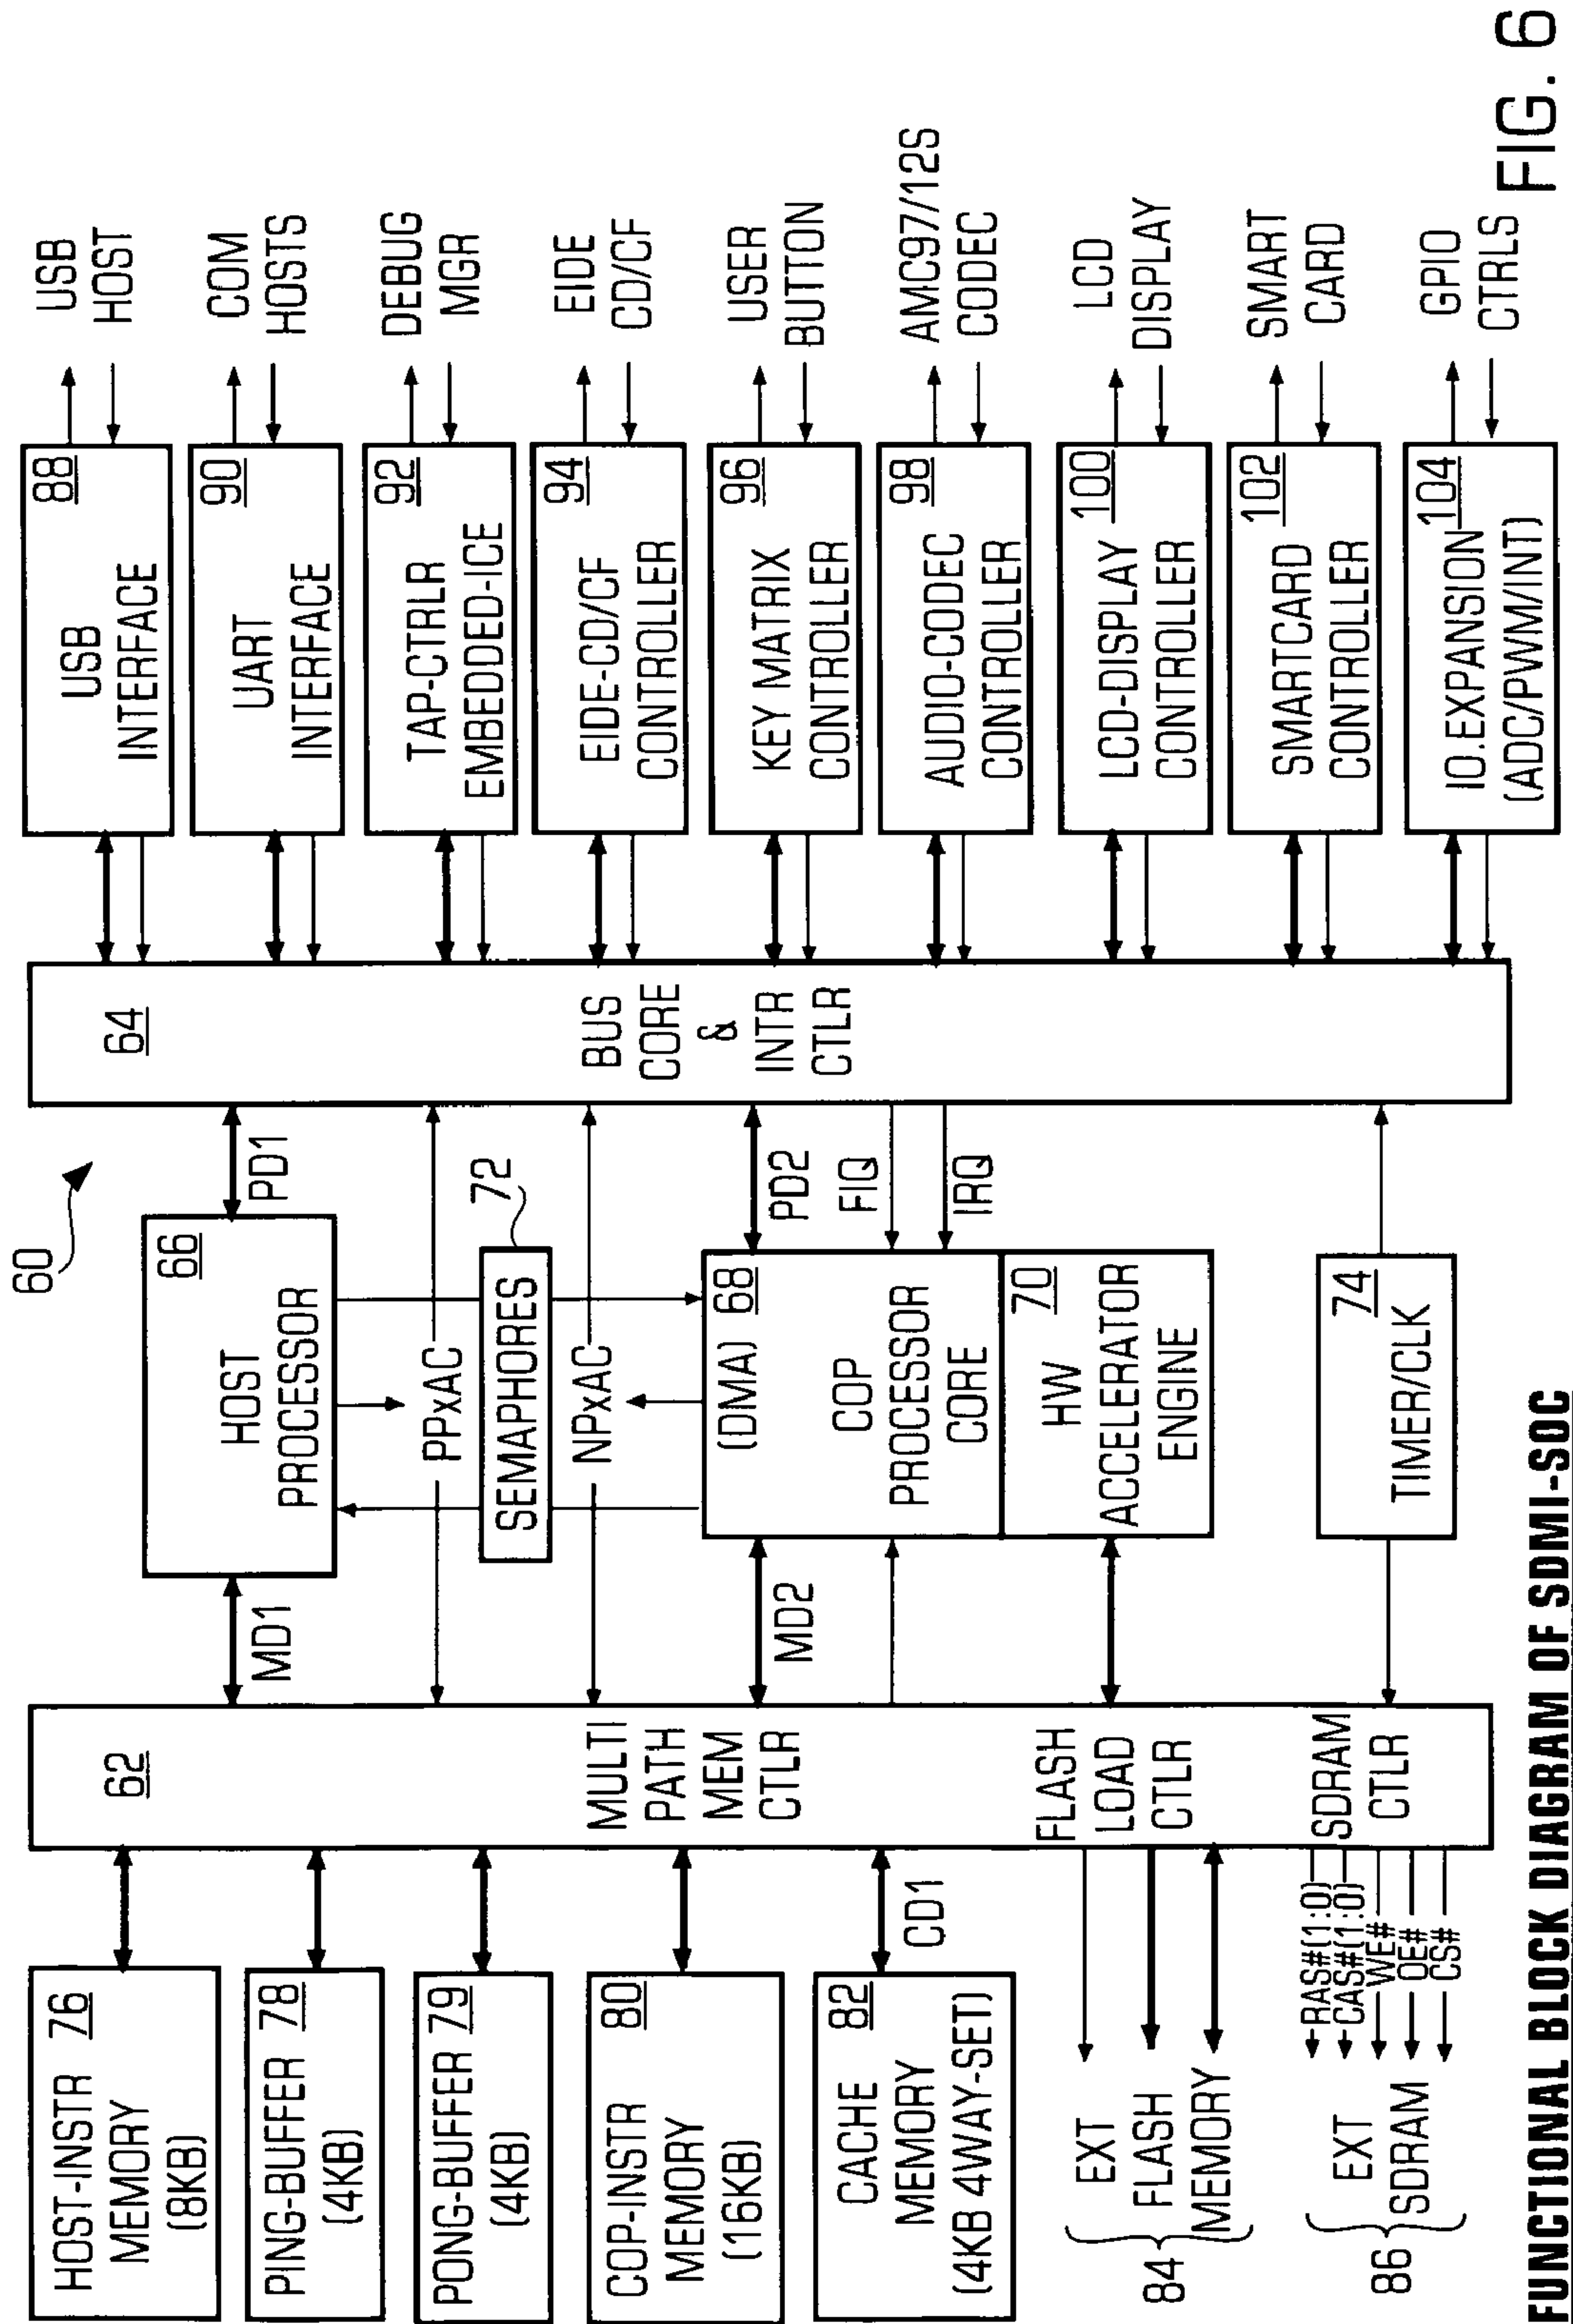 60
HOST-INSTR 76
MEMORY
(8KB)
PING-BUFFER 78
(4KB)
PONG-BUFFER 79
(4KB)
COP-INSTR 80
MEMORY
(16KB)
CACHE 82
MEMORY
(4KB 4WAY-SET)
CD1
EXT
FLASH
MEMORY
84
EXT
SDRAM
86
RAS#(1:0)
CAS#(1:0)
WE#
OE#
CS#
62
MULTI
PATH
MEM
CTLR
FLASH
LOAD
CTLR
SDRAM
CTLR
MD1
MD2
HOST 66
PROCESSOR
PPxAC
SEMAPHORES
72
NPxAC
(DMA) 68
COP
PROCESSOR
CORE
HW 70
ACCELERATOR
ENGINE
74
TIMER/CLK
PD1
PD2
FIQ
IRQ
64
BUS
CORE
&
INTR
CTLR
USB 88
INTERFACE
UART 90
INTERFACE
TAP-CTRLR 92
EMBEDDED-ICE
EIDE-CD/CF 94
CONTROLLER
KEY MATRIX 96
CONTROLLER
AUDIO-CODEC 98
CONTROLLER
LCD-DISPLAY 100
CONTROLLER
SMARTCARD 102
CONTROLLER
IO.EXPANSION 104
(ADC/PWM/INT)
USB
HOST
COM
HOSTS
DEBUG
MGR
EIDE
CD/CF
USER
BUTTON
AMC97/12S
CODEC
LCD
DISPLAY
SMART
CARD
GPIO
CTRLS
FUNCTIONAL BLOCK DIAGRAM OF SDMI-SOC
FIG. 6